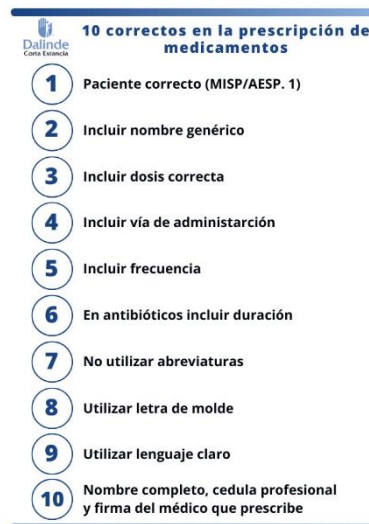 Dalinde
Corta Estancia
10 correctos en la prescripción de
medicamentos
1
Paciente correcto (MISP/AESP. 1)
2
Incluir nombre genérico
3
Incluir dosis correcta
4
Incluir vía de administarción
5
Incluir frecuencia
6
En antibióticos incluir duración
7
No utilizar abreviaturas
8
Utilizar letra de molde
9
Utilizar lenguaje claro
10
Nombre completo, cedula profesional
y firma del médico que prescribe